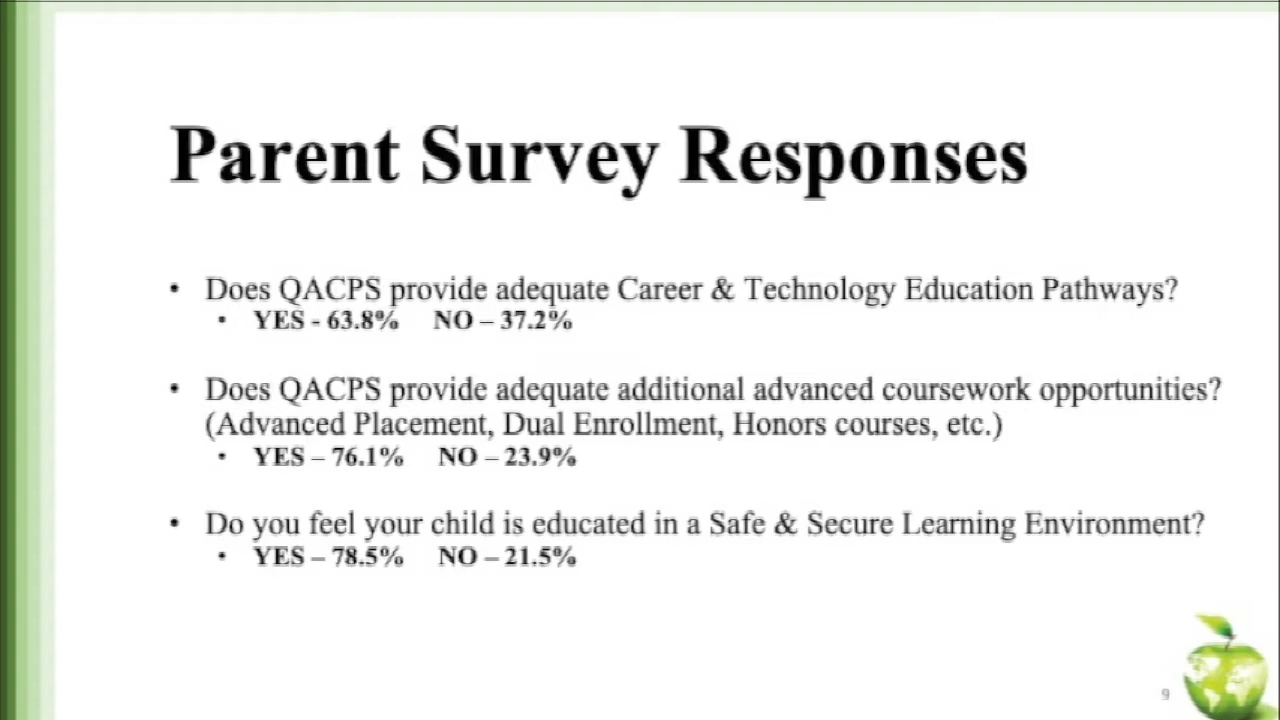 Parent Survey Responses
• Does QACPS provide adequate Career & Technology Education Pathways?
• YES - 63.8% NO – 37.2%
• Does QACPS provide adequate additional advanced coursework opportunities?
(Advanced Placement, Dual Enrollment, Honors courses, etc.)
• YES – 76.1% NO – 23.9%
• Do you feel your child is educated in a Safe & Secure Learning Environment?
• YES – 78.5% NO – 21.5%
9